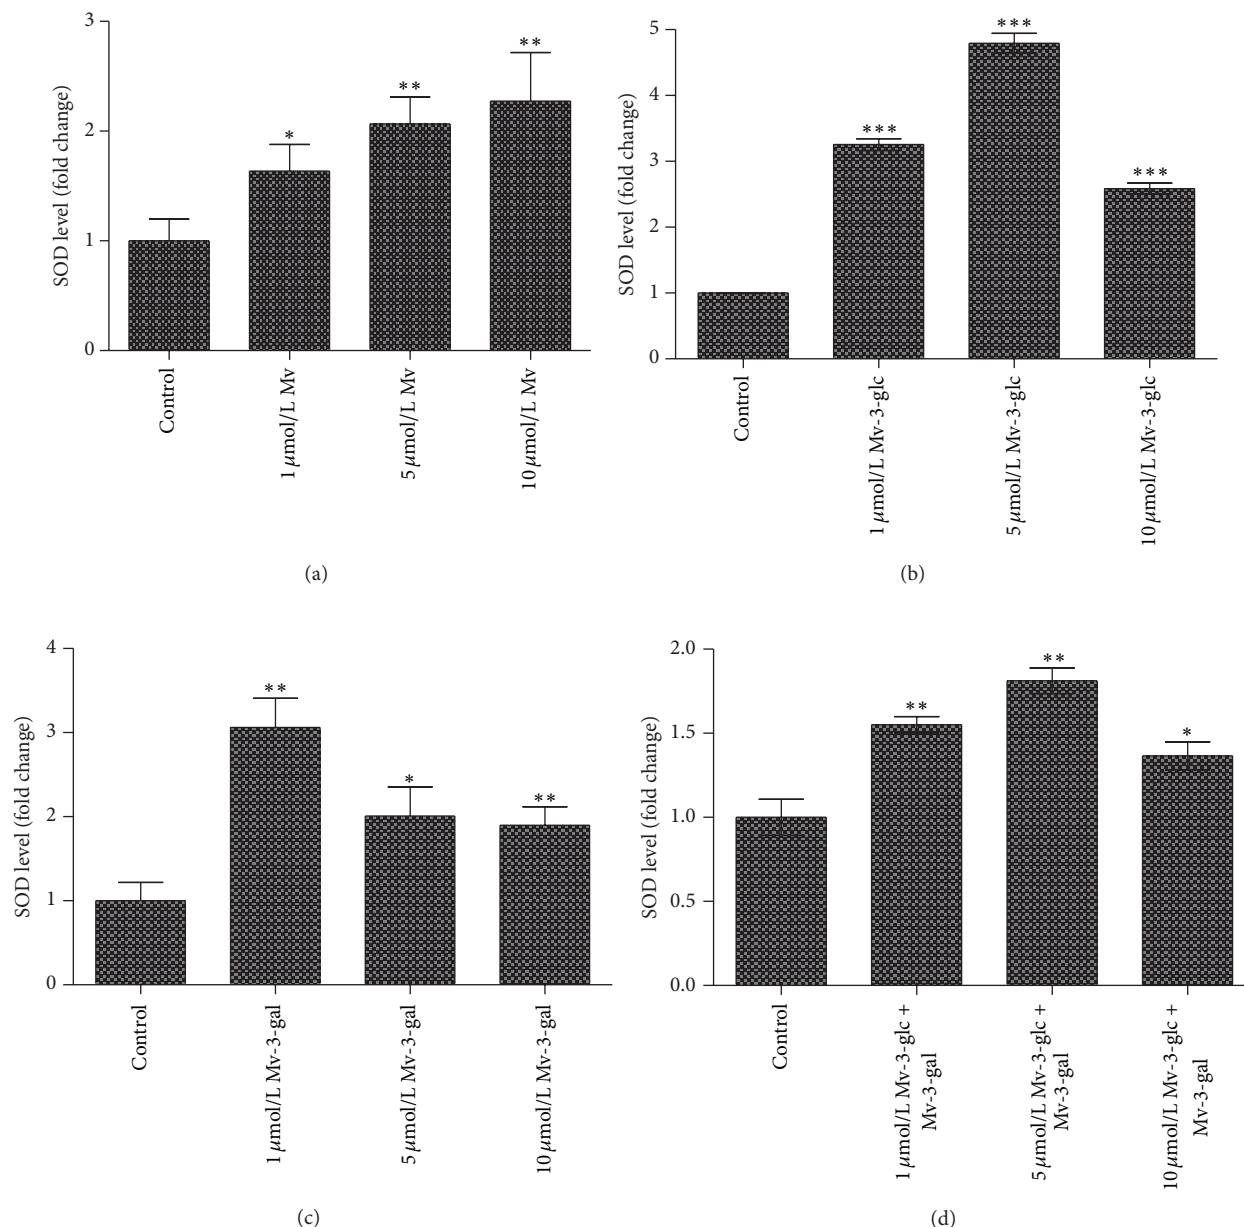 SOD level (fold change)
3
2
1
0
*
**
**
Control
1 μmol/L Mv
5 μmol/L Mv
10 μmol/L Mv
(a)
SOD level (fold change)
5
4
3
2
1
0
***
***
***
Control
1 μmol/L Mv-3-glc
5 μmol/L Mv-3-glc
10 μmol/L Mv-3-glc
(b)
SOD level (fold change)
4
3
2
1
0
**
*
**
Control
1 μmol/L Mv-3-gal
5 μmol/L Mv-3-gal
10 μmol/L Mv-3-gal
(c)
SOD level (fold change)
2.0
1.5
1.0
0.5
0.0
**
**
*
Control
1 μmol/L Mv-3-glc +
Mv-3-gal
5 μmol/L Mv-3-glc +
Mv-3-gal
10 μmol/L Mv-3-glc +
Mv-3-gal
(d)